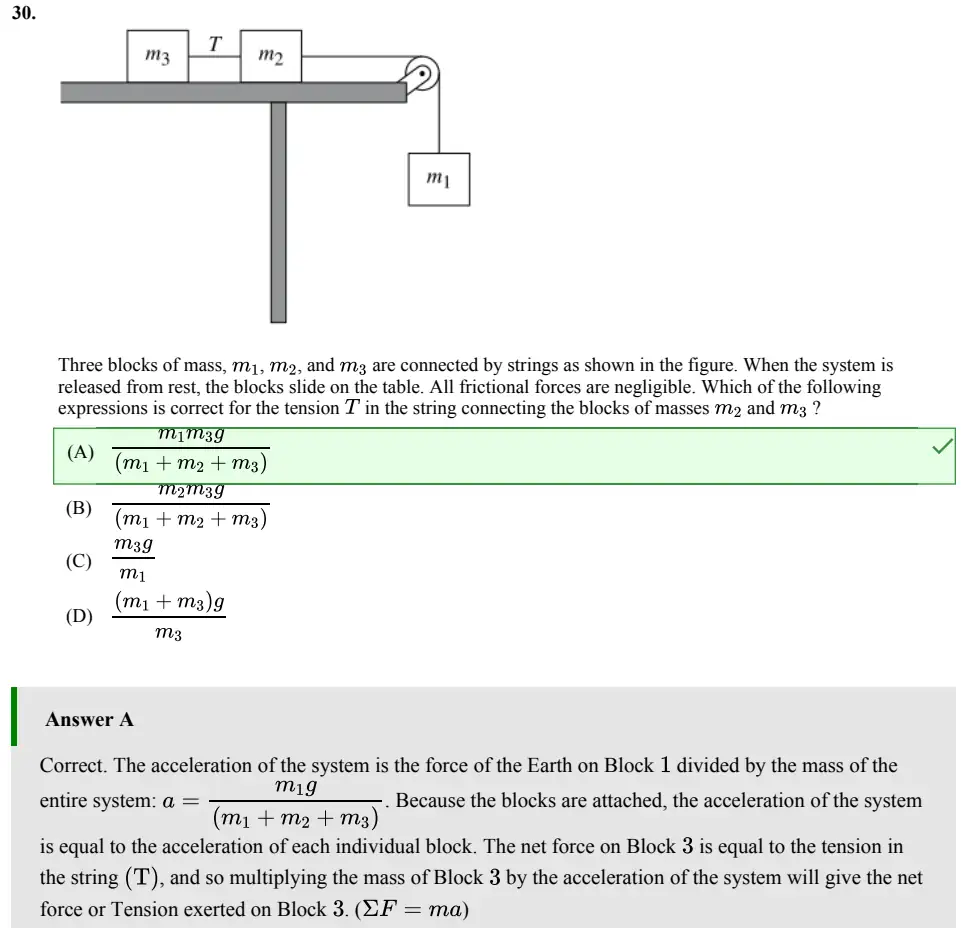 30.
m₃ T m₂
m₁
Three blocks of mass, m₁, m₂, and m₃ are connected by strings as shown in the figure. When the system is
released from rest, the blocks slide on the table. All frictional forces are negligible. Which of the following
expressions is correct for the tension T in the string connecting the blocks of masses m₂ and m₃ ?
(A) m₁m₃g / (m₁ + m₂ + m₃) ✓
(B) m₂m₃g / (m₁ + m₂ + m₃)
(C) m₃g / m₁
(D) (m₁ + m₃)g / m₃
Answer A
Correct. The acceleration of the system is the force of the Earth on Block 1 divided by the mass of the
entire system: a = m₁g / (m₁ + m₂ + m₃). Because the blocks are attached, the acceleration of the system
is equal to the acceleration of each individual block. The net force on Block 3 is equal to the tension in
the string (T), and so multiplying the mass of Block 3 by the acceleration of the system will give the net
force or Tension exerted on Block 3. (ΣF = ma)